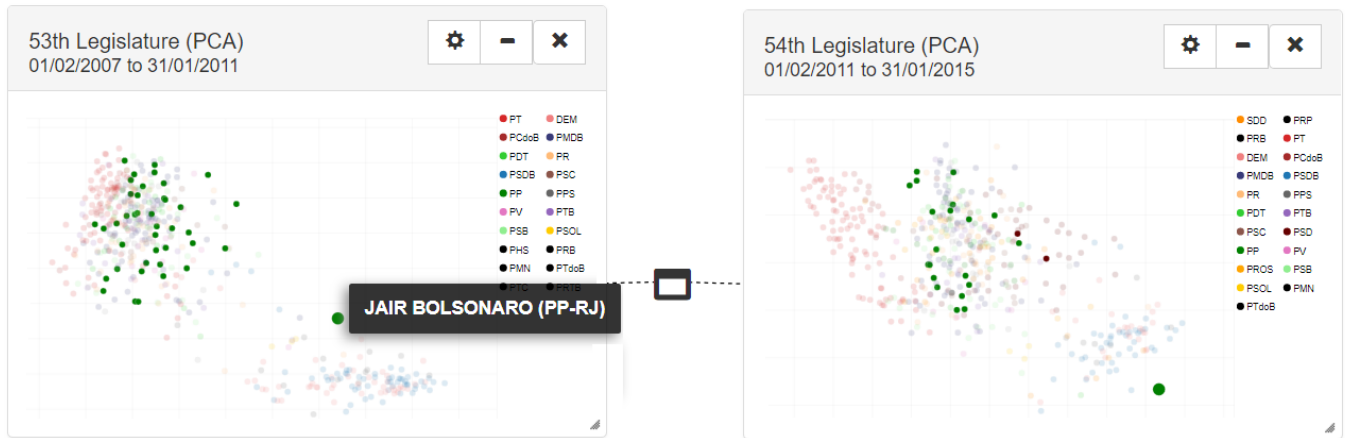 53th Legislature (PCA)
01/02/2007 to 31/01/2011
PT DEM
PCdoB PMDB
PDT PR
PSDB PSC
PP PPS
PV PTB
PSB PSOL
PHS PRB
PMN PTdoB
PTC PRTB
JAIR BOLSONARO (PP-RJ)
54th Legislature (PCA)
01/02/2011 to 31/01/2015
SDD PRP
PRB PT
DEM PCdoB
PMDB PSDB
PR PPS
PDT PTB
PSC PSD
PP PV
PROS PSB
PSOL PMN
PTdoB